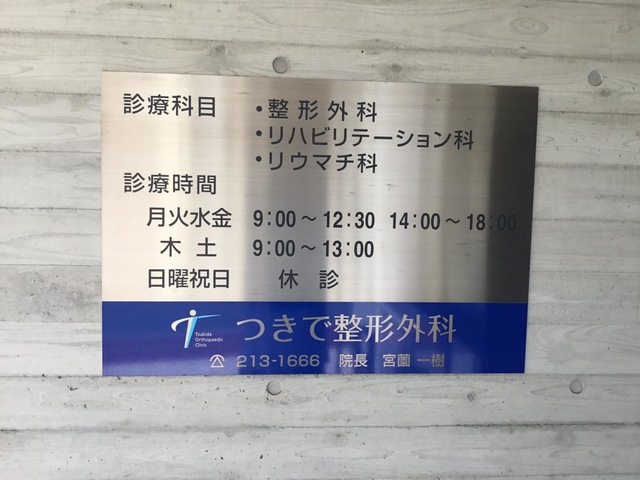 診療科目 ・整形外科
・リハビリテーション科
・リウマチ科
診療時間
月火水金 9:00～12:30 14:00～18:00
木土 9:00～13:00
日曜祝日 休診
Tsukide
Orthopaedic
Clinic
つきで整形外科
213-1666 院長 宮薗 一樹